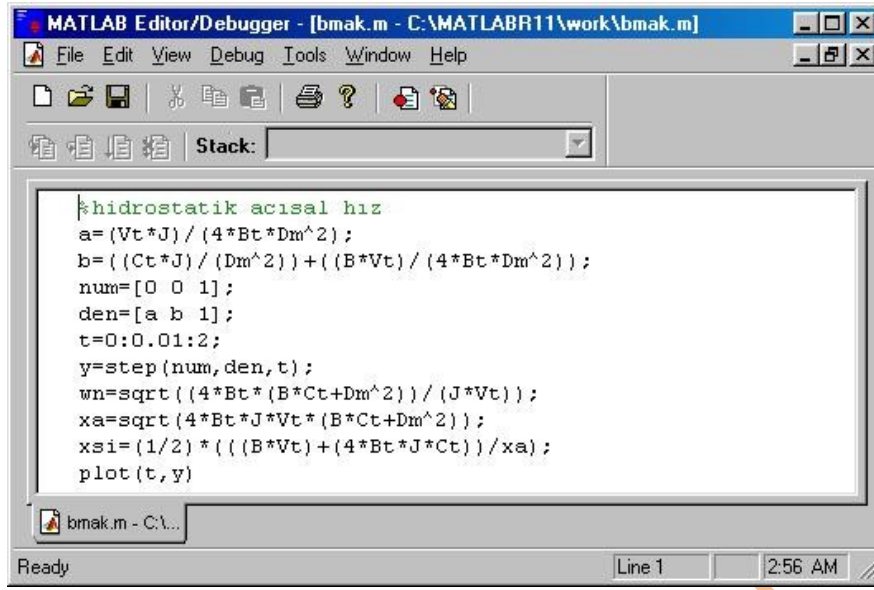 MATLAB Editor/Debugger - [bmak.m - C:\MATLABR11\work\bmak.m]
File Edit View Debug Tools Window Help
Stack:
%hidrostatik acısal hız
a=(Vt*J)/(4*Bt*Dm^2);
b=((Ct*J)/(Dm^2))+((B*Vt)/(4*Bt*Dm^2));
num=[0 0 1];
den=[a b 1];
t=0:0.01:2;
y=step(num,den,t);
wn=sqrt((4*Bt*(B*Ct+Dm^2))/(J*Vt));
xa=sqrt(4*Bt*J*Vt*(B*Ct+Dm^2));
xsi=(1/2)*(((B*Vt)+(4*Bt*J*Ct))/xa);
plot(t,y)
bmak.m - C:\...
Ready Line 1 2:56 AM